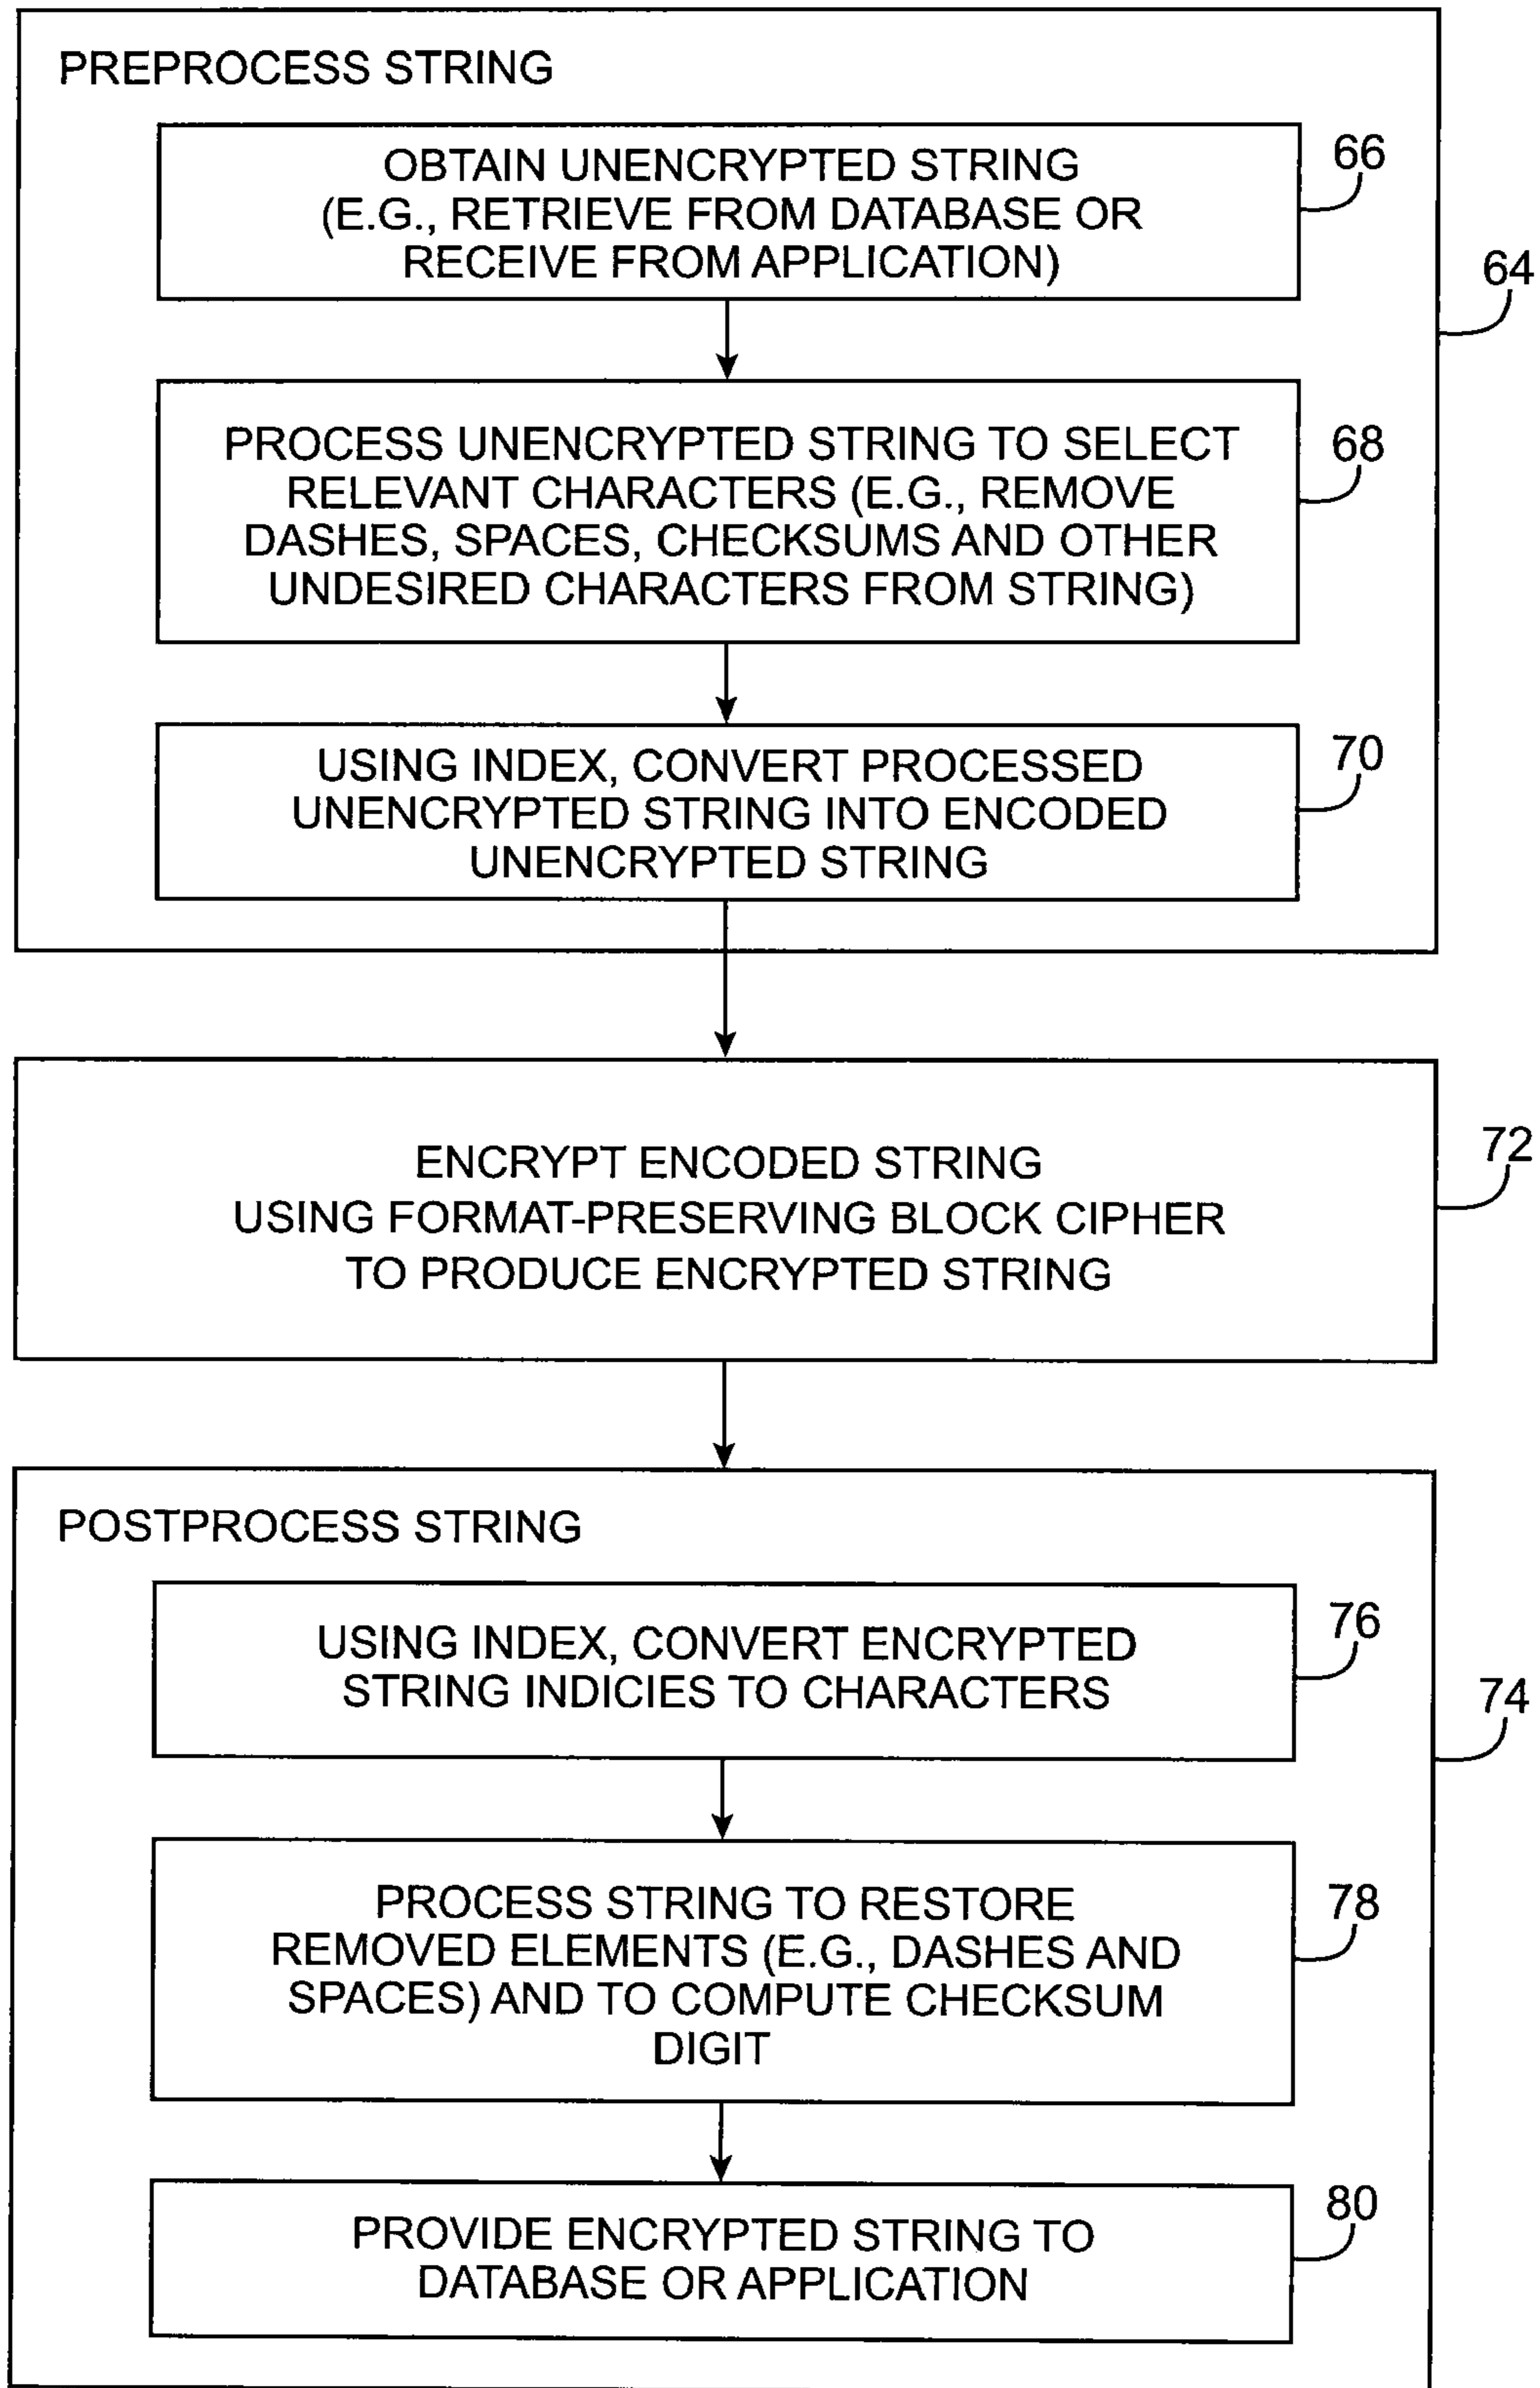 PREPROCESS STRING
OBTAIN UNENCRYPTED STRING
(E.G., RETRIEVE FROM DATABASE OR
RECEIVE FROM APPLICATION)
66
64
PROCESS UNENCRYPTED STRING TO SELECT
RELEVANT CHARACTERS (E.G., REMOVE
DASHES, SPACES, CHECKSUMS AND OTHER
UNDESIRED CHARACTERS FROM STRING)
68
USING INDEX, CONVERT PROCESSED
UNENCRYPTED STRING INTO ENCODED
UNENCRYPTED STRING
70
ENCRYPT ENCODED STRING
USING FORMAT-PRESERVING BLOCK CIPHER
TO PRODUCE ENCRYPTED STRING
72
POSTPROCESS STRING
USING INDEX, CONVERT ENCRYPTED
STRING INDICIES TO CHARACTERS
76
74
PROCESS STRING TO RESTORE
REMOVED ELEMENTS (E.G., DASHES AND
SPACES) AND TO COMPUTE CHECKSUM
DIGIT
78
PROVIDE ENCRYPTED STRING TO
DATABASE OR APPLICATION
80